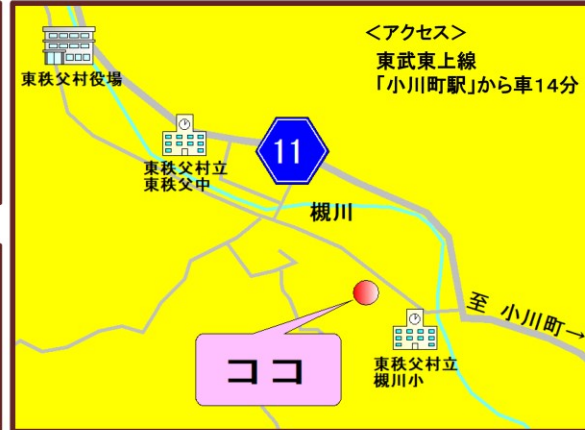 <アクセス>
東武東上線
「小川町駅」から車14分
東秩父村役場
東秩父村立
東秩父中
11
槻川
至 小川町→
ココ
東秩父村立
槻川小